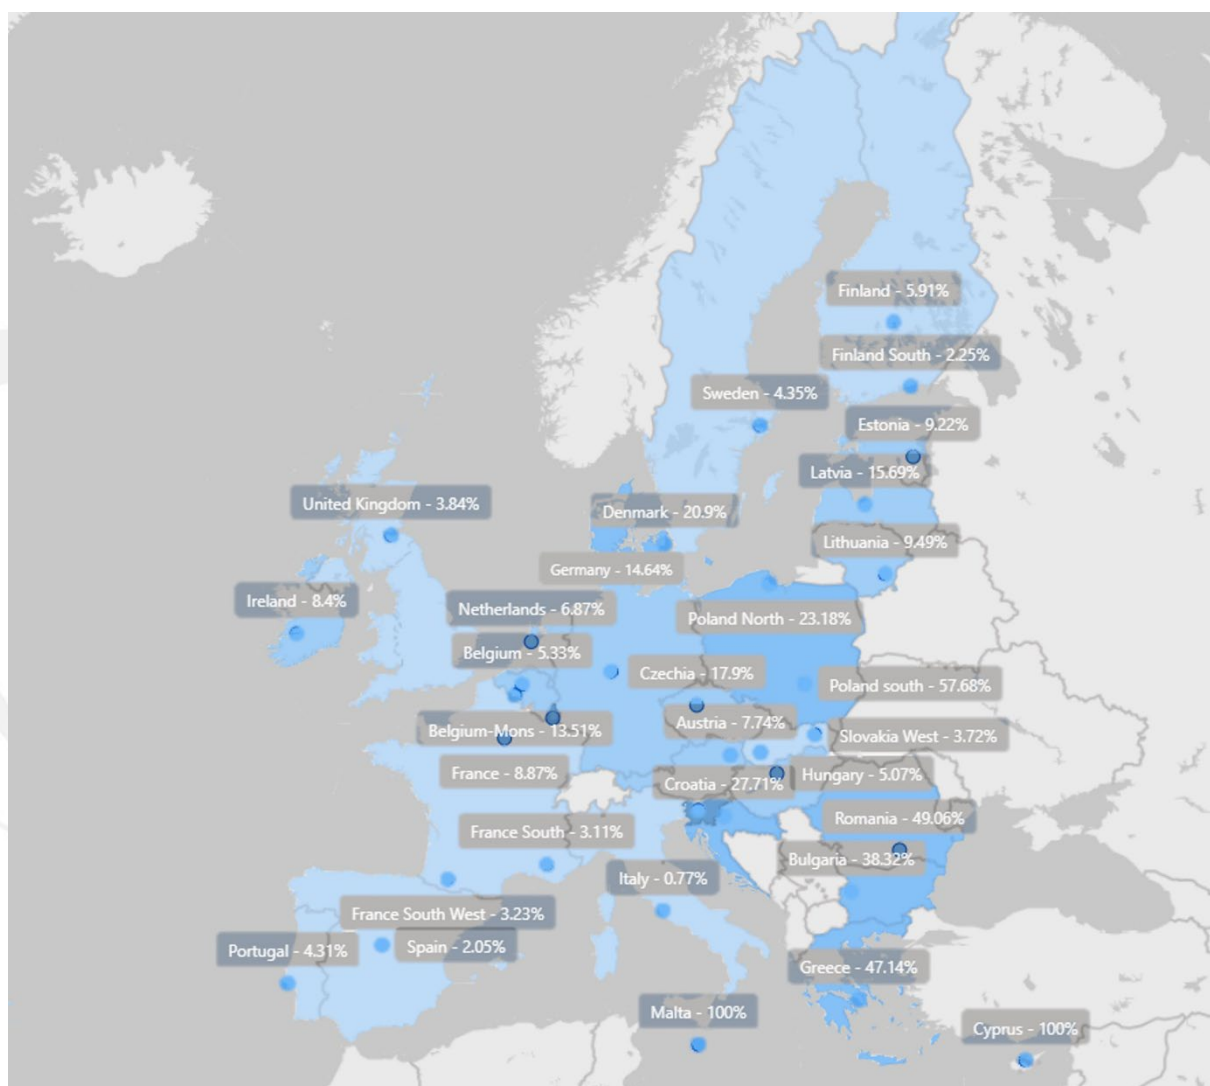 Finland - 5.91%
Finland South - 2.25%
Sweden - 4.35%
Estonia - 9.22%
Latvia - 15.69%
United Kingdom - 3.84%
Denmark - 20.9%
Lithuania - 9.49%
Germany - 14.64%
Ireland - 8.4%
Netherlands - 6.87%
Poland North - 23.18%
Belgium - 5.33%
Czechia - 17.9%
Poland south - 57.68%
Austria - 7.74%
Belgium-Mons - 13.51%
Slovakia West - 3.72%
France - 8.87%
Croatia - 27.71%
Hungary - 5.07%
Romania - 49.06%
France South - 3.11%
Bulgaria - 38.32%
Italy - 0.77%
France South West - 3.23%
Portugal - 4.31%
Spain - 2.05%
Greece - 47.14%
Malta - 100%
Cyprus - 100%